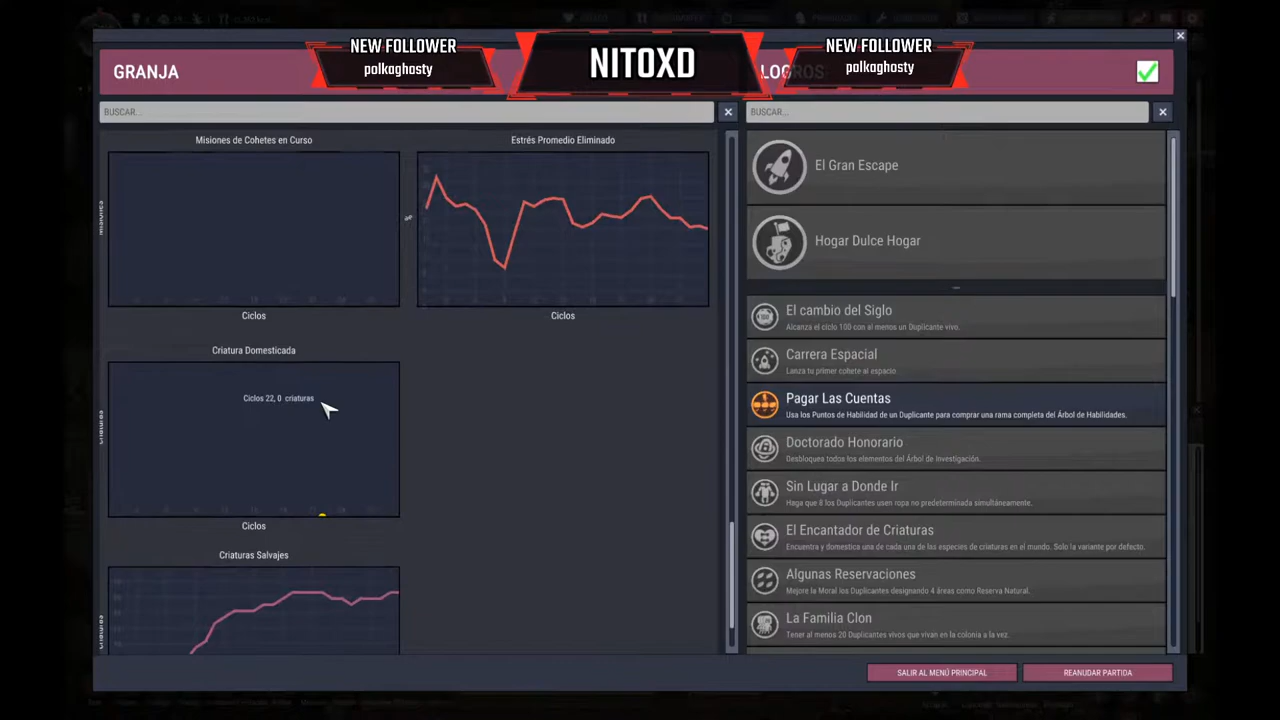 NEW FOLLOWER
polkaghosty
NITOXD
NEW FOLLOWER
polkaghosty
GRANJA
LOGROS
BUSCAR...
BUSCAR...
Misiones de Cohetes en Curso
Misiones
Ciclos
Estrés Promedio Eliminado
Ciclos
Criatura Domesticada
Criaturas
Ciclos 22, 0 criaturas
Ciclos
Criaturas Salvajes
Criaturas
El Gran Escape
Hogar Dulce Hogar
El cambio del Siglo
Alcanza el ciclo 100 con al menos un Duplicante vivo.
Carrera Espacial
Lanza tu primer cohete al espacio
Pagar Las Cuentas
Usa los Puntos de Habilidad de un Duplicante para comprar una rama completa del Árbol de Habilidades.
Doctorado Honorario
Desbloquea todos los elementos del Árbol de Investigación.
Sin Lugar a Donde Ir
Haga que 8 los Duplicantes usen ropa no predeterminada simultáneamente.
El Encantador de Criaturas
Encuentra y domestica una de cada una de las especies de criaturas en el mundo. Solo la variante por defecto.
Algunas Reservaciones
Mejore la Moral los Duplicantes designando 4 áreas como Reserva Natural.
La Familia Clon
Tener al menos 20 Duplicantes vivos que vivan en la colonia a la vez.
SALIR AL MENÚ PRINCIPAL
REANUDAR PARTIDA